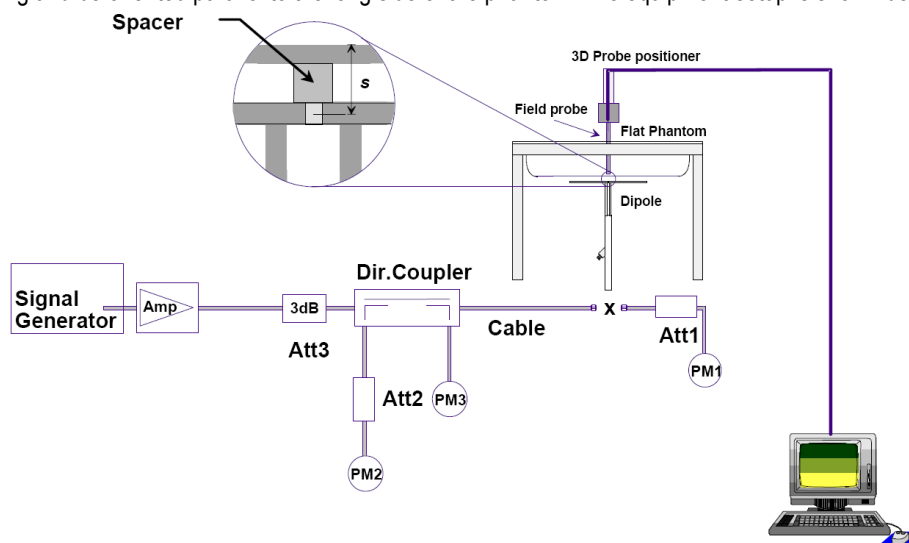 Spacer
s
3D Probe positioner
Field probe
Flat Phantom
Dipole
Dir.Coupler
Signal
Generator
Amp
3dB
Att3
Cable
x
Att1
PM1
Att2
PM3
PM2